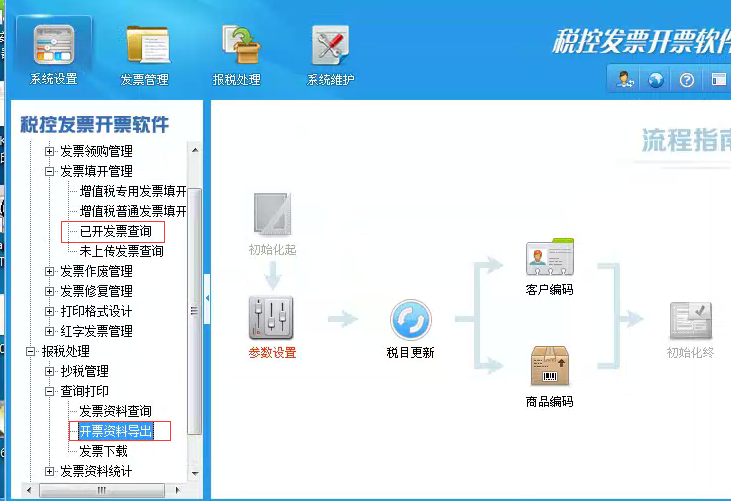 税控发票开票软件
系统设置
发票管理
报税处理
系统维护
税控发票开票软件
流程指南
发票领购管理
发票填开管理
增值税专用发票填开
增值税普通发票填开
已开发票查询
未上传发票查询
发票作废管理
发票修复管理
打印格式设计
红字发票管理
报税处理
抄税管理
查询打印
发票资料查询
开票资料导出
发票下载
发票资料统计
初始化起
参数设置
税目更新
客户编码
商品编码
初始化终